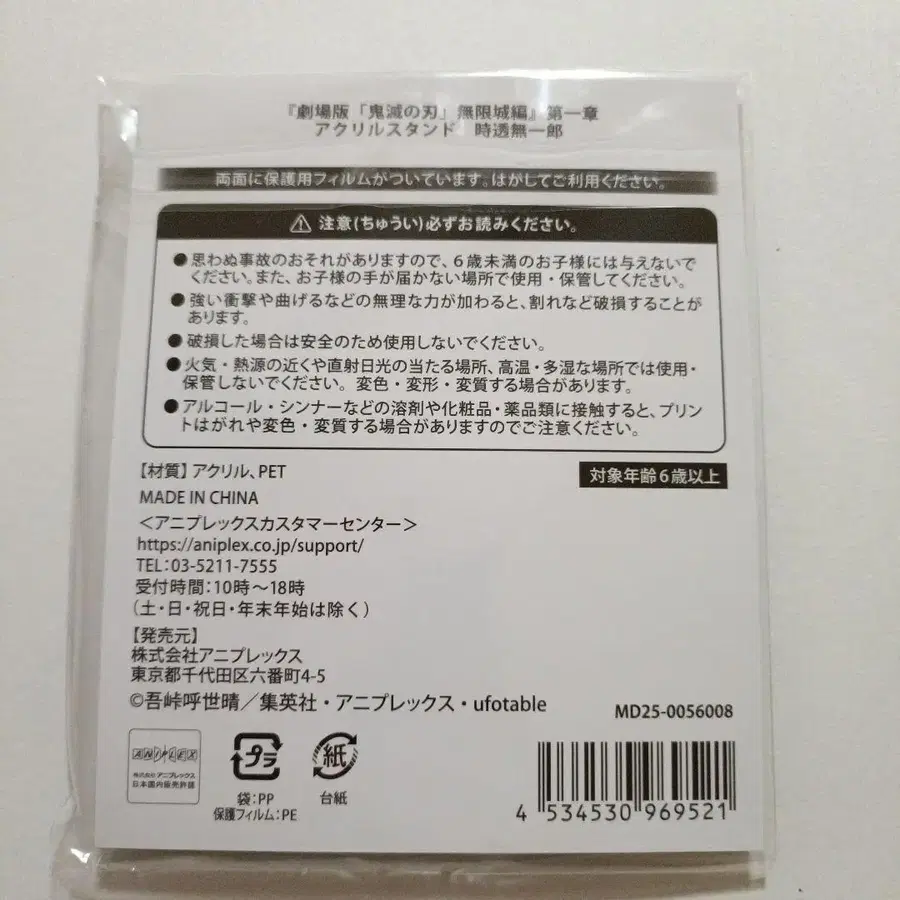 『劇場版「鬼滅の刃」無限城編』第一章
アクリルスタンド 時透無一郎
両面に保護用フィルムがついています。はがしてご利用ください。
注意(ちゅうい)必ずお読みください。
●思わぬ事故のおそれがありますので、6歳未満のお子様には与えないで
ください。また、お子様の手が届かない場所で使用・保管してください。
●強い衝撃や曲げるなどの無理な力が加わると、割れなど破損することが
あります。
●破損した場合は安全のため使用しないでください。
●火気・熱源の近くや直射日光の当たる場所、高温・多湿な場所では使用・
保管しないでください。変色・変形・変質する場合があります。
●アルコール・シンナーなどの溶剤や化粧品・薬品類に接触すると、プリン
トはがれや変色・変質する場合がありますのでご注意ください。
【材質】アクリル、PET
対象年齢6歳以上
MADE IN CHINA
<アニプレックスカスタマーセンター>
https://aniplex.co.jp/support/
TEL:03-5211-7555
受付時間:10時~18時
(土・日・祝日・年末年始は除く)
【発売元】
株式会社アニプレックス
東京都千代田区六番町4-5
©吾峠呼世晴/集英社・アニプレックス・ufotable
MD25-0056008
ANIPLEX
株式会社アニプレックス
日本国内販売許諾
プラ
袋:PP
保護フィルム:PE
紙
台紙
4 534530 969521